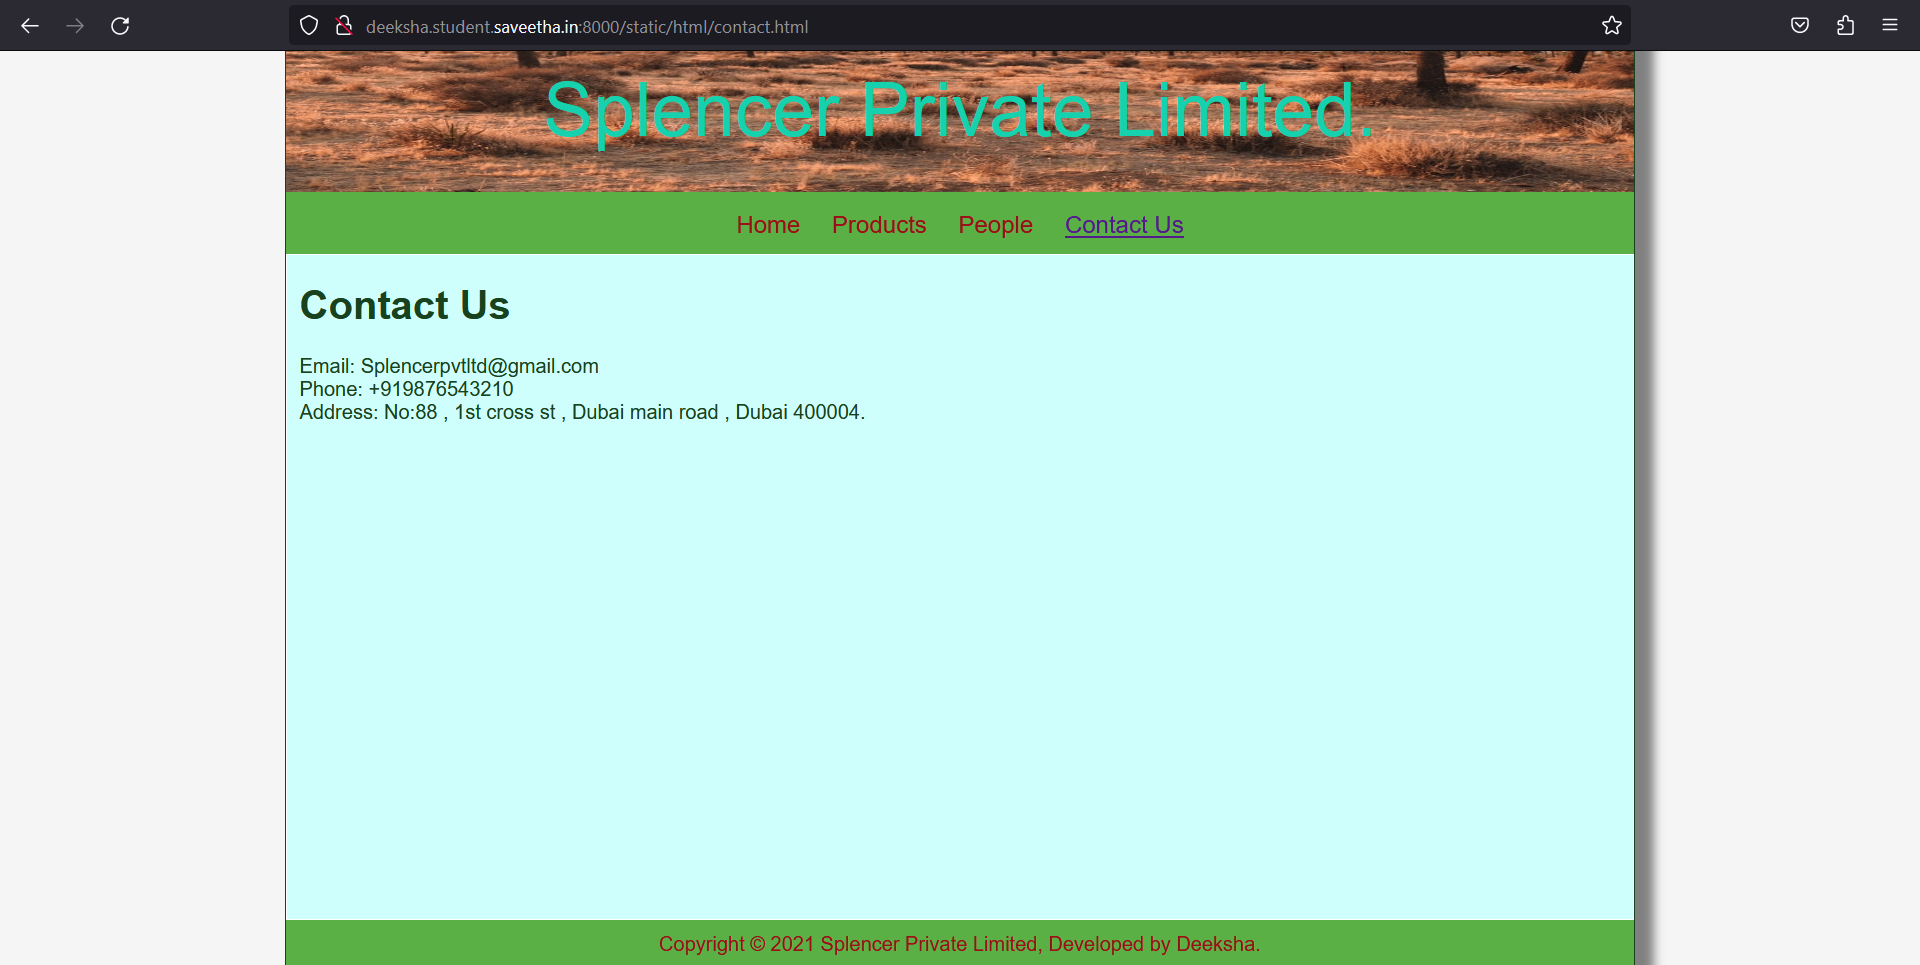 deeksha.student.saveetha.in:8000/static/html/contact.html
Splencer Private Limited.
Home Products People Contact Us
Contact Us
Email: Splencerpvtltd@gmail.com
Phone: +919876543210
Address: No:88 , 1st cross st , Dubai main road , Dubai 400004.
Copyright © 2021 Splencer Private Limited, Developed by Deeksha.